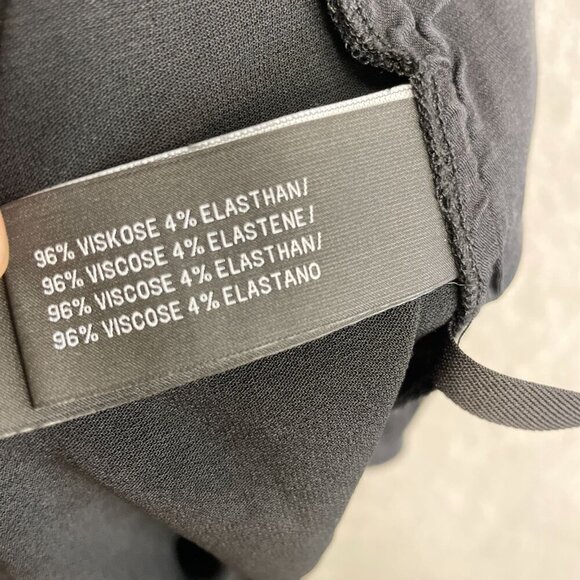 96% VISKOSE 4% ELASTHAN/
96% VISCOSE 4% ELASTENE/
96% VISCOSE 4% ELASTHAN/
96% VISCOSE 4% ELASTANO